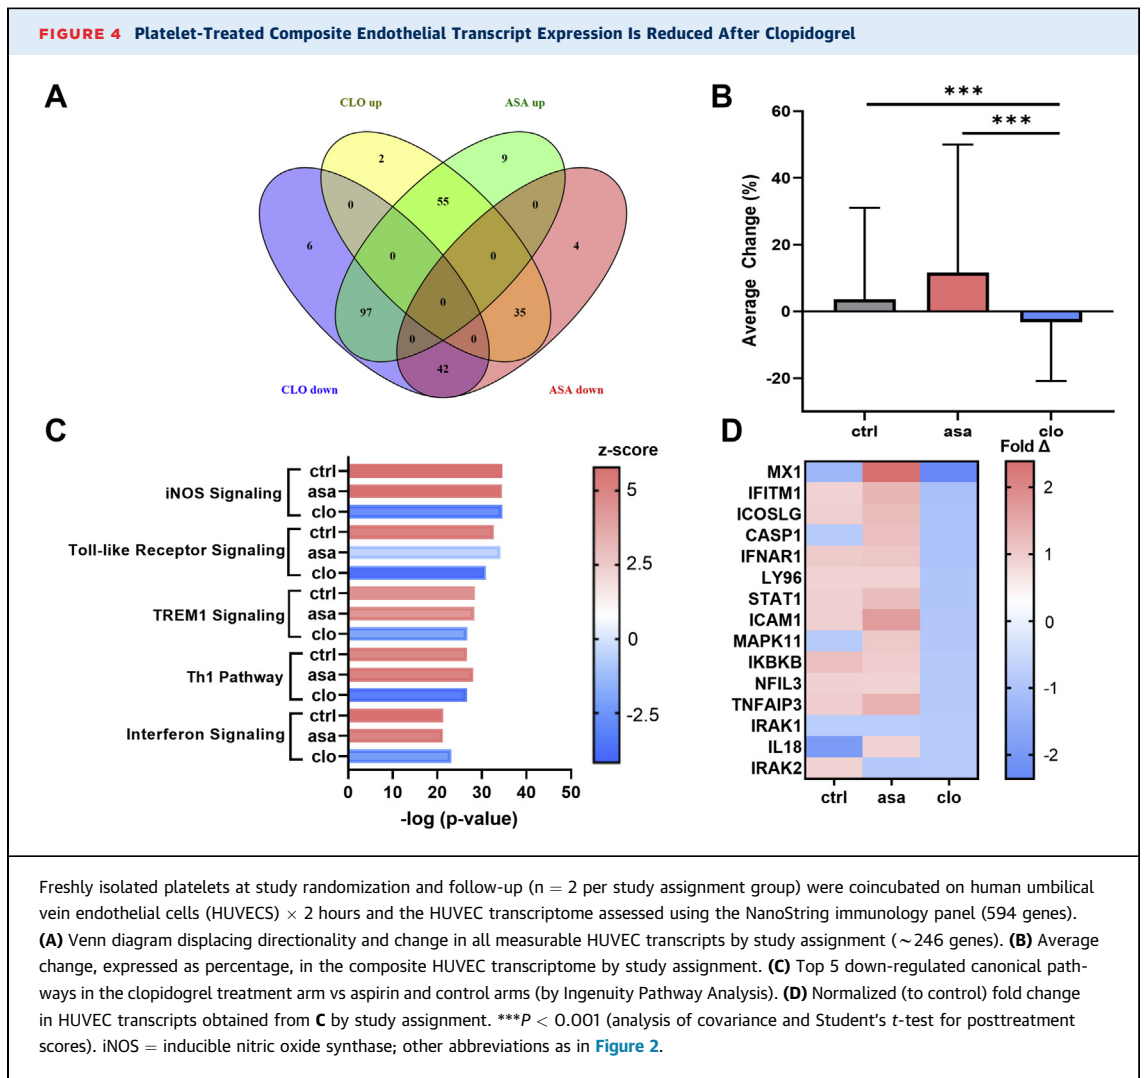 FIGURE 4 Platelet-Treated Composite Endothelial Transcript Expression Is Reduced After Clopidogrel
A
CLO up
ASA up
2
9
0
55
0
6
0
0
4
97
0
35
0
0
42
CLO down
ASA down
B
***
***
60
40
20
0
-20
Average Change (%)
ctrl
asa
clo
C
iNOS Signaling
ctrl
asa
clo
Toll-like Receptor Signaling
ctrl
asa
clo
TREM1 Signaling
ctrl
asa
clo
Th1 Pathway
ctrl
asa
clo
Interferon Signaling
ctrl
asa
clo
0 10 20 30 40 50
-log (p-value)
z-score
5
2.5
0
-2.5
D
MX1
IFITM1
ICOSLG
CASP1
IFNAR1
LY96
STAT1
ICAM1
MAPK11
IKBKB
NFIL3
TNFAIP3
IRAK1
IL18
IRAK2
ctrl asa clo
Fold Δ
2
1
0
-1
-2
Freshly isolated platelets at study randomization and follow-up (n = 2 per study assignment group) were coincubated on human umbilical
vein endothelial cells (HUVECS) × 2 hours and the HUVEC transcriptome assessed using the NanoString immunology panel (594 genes).
(A) Venn diagram displacing directionality and change in all measurable HUVEC transcripts by study assignment (~246 genes). (B) Average
change, expressed as percentage, in the composite HUVEC transcriptome by study assignment. (C) Top 5 down-regulated canonical path-
ways in the clopidogrel treatment arm vs aspirin and control arms (by Ingenuity Pathway Analysis). (D) Normalized (to control) fold change
in HUVEC transcripts obtained from C by study assignment. ***P < 0.001 (analysis of covariance and Student's t-test for posttreatment
scores). iNOS = inducible nitric oxide synthase; other abbreviations as in Figure 2.